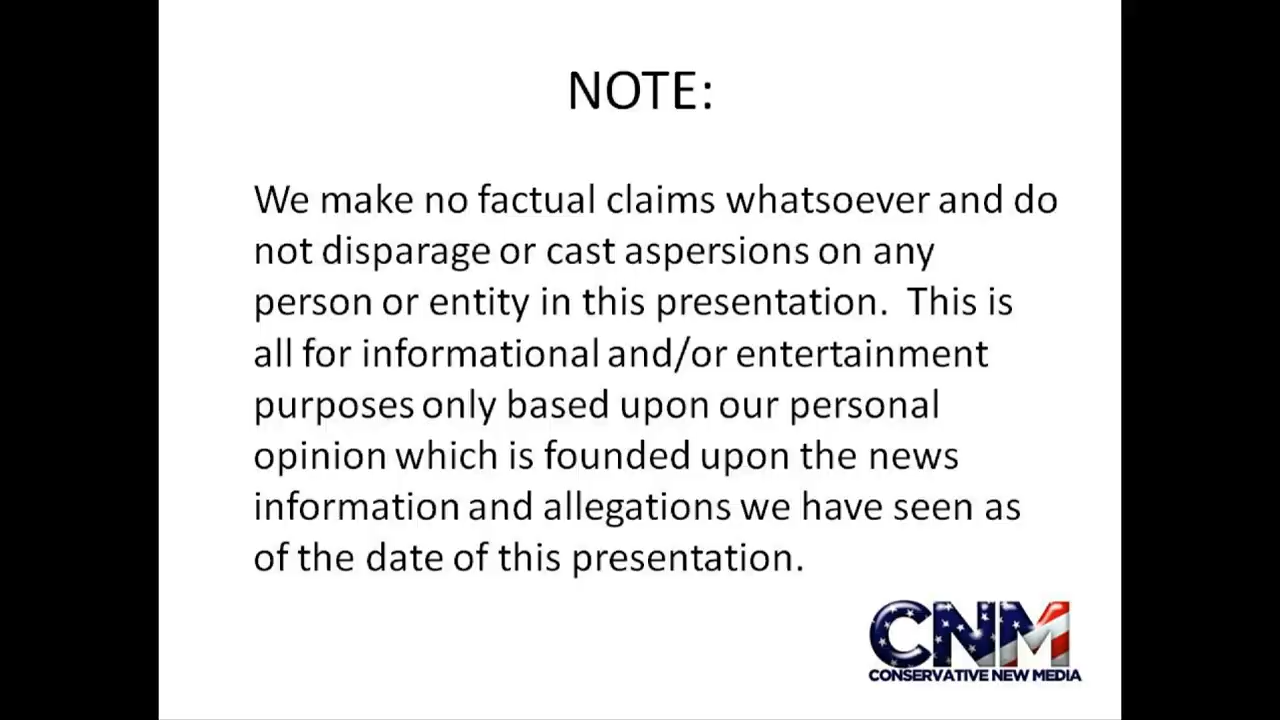 NOTE:
We make no factual claims whatsoever and do
not disparage or cast aspersions on any
person or entity in this presentation.  This is
all for informational and/or entertainment
purposes only based upon our personal
opinion which is founded upon the news
information and allegations we have seen as
of the date of this presentation.
CNM
CONSERVATIVE NEW MEDIA